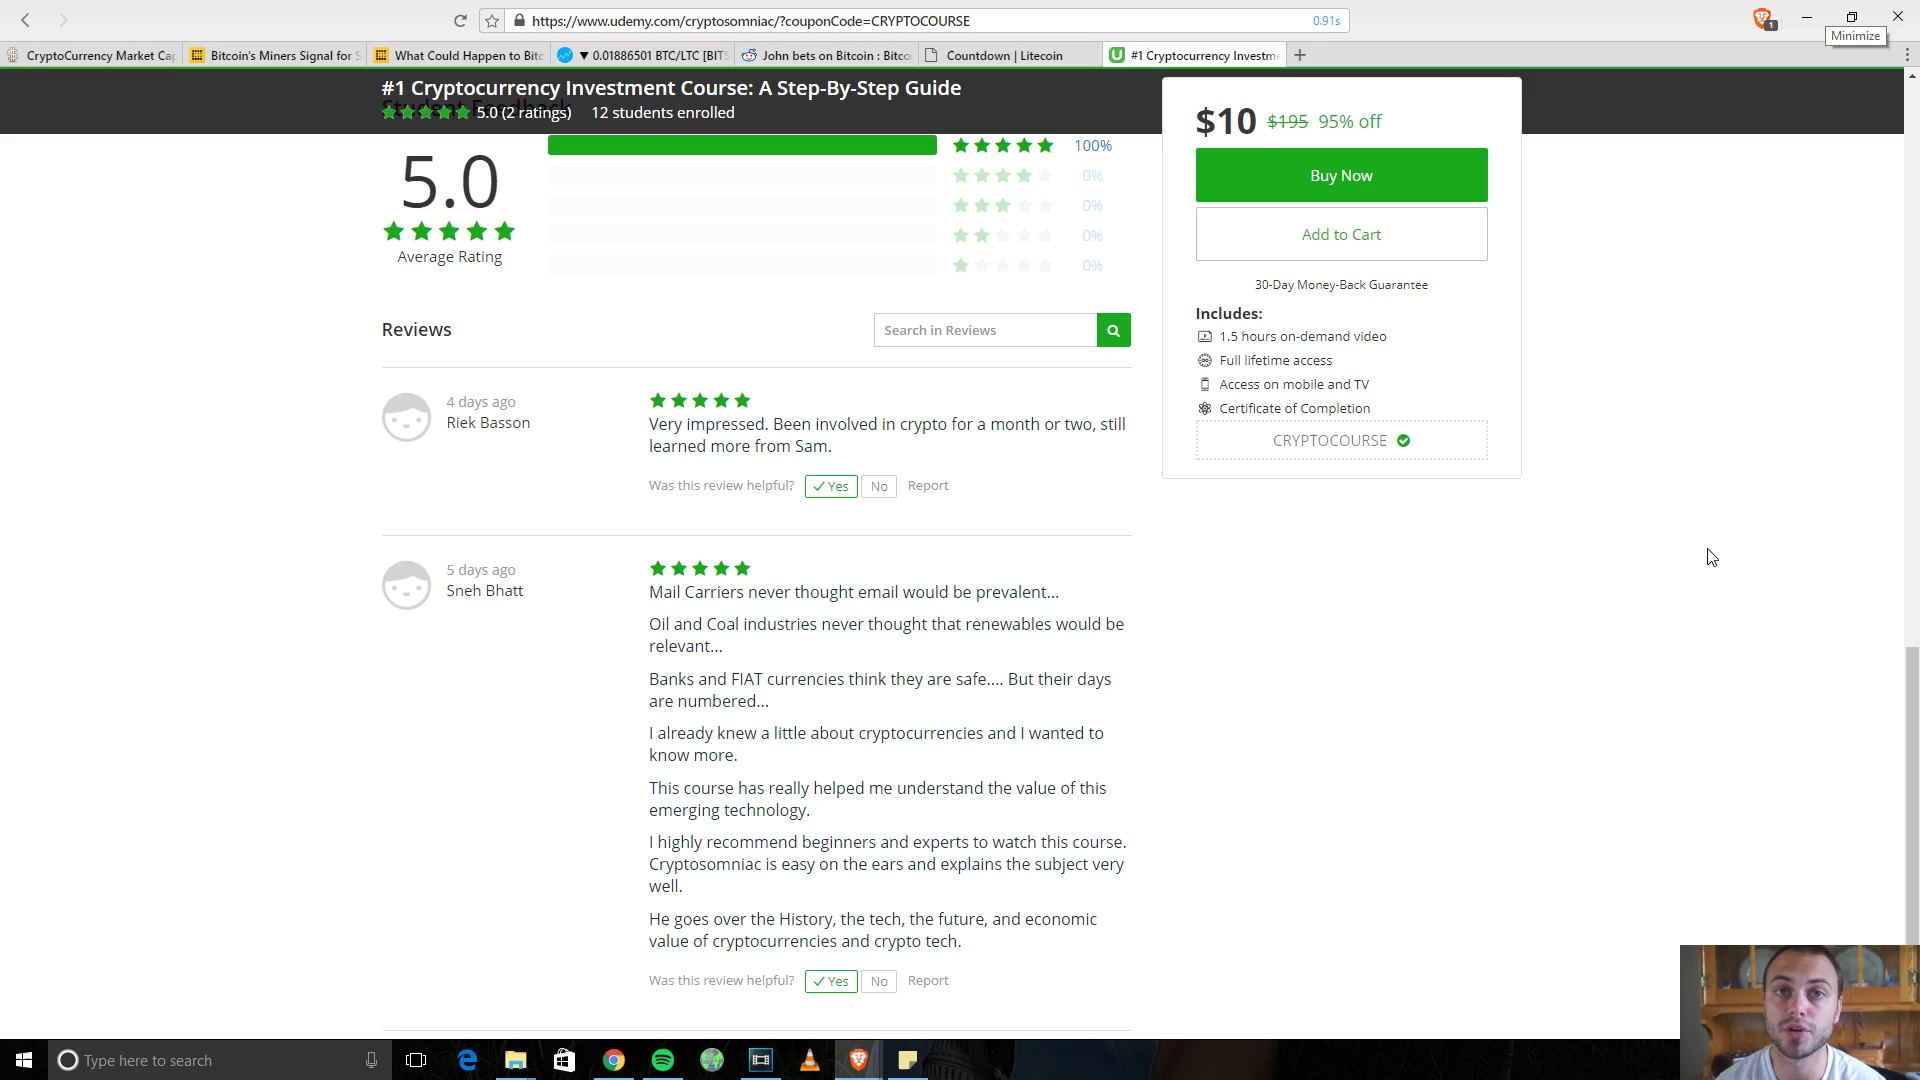 https://www.udemy.com/cryptosomniac/?couponCode=CRYPTOCOURSE
0.91s
1
Minimize
CryptoCurrency Market Cap
Bitcoin's Miners Signal for S
What Could Happen to Bitc
▼ 0.01886501 BTC/LTC [BITS
John bets on Bitcoin : Bitco
Countdown | Litecoin
#1 Cryptocurrency Investme
#1 Cryptocurrency Investment Course: A Step-By-Step Guide
Student Feedback
5.0 (2 ratings) 12 students enrolled
$10 $195 95% off
Buy Now
Add to Cart
30-Day Money-Back Guarantee
Includes:
1.5 hours on-demand video
Full lifetime access
Access on mobile and TV
Certificate of Completion
CRYPTOCOURSE
5.0
Average Rating
100%
0%
0%
0%
0%
Reviews
Search in Reviews
4 days ago
Riek Basson
Very impressed. Been involved in crypto for a month or two, still
learned more from Sam.
Was this review helpful? Yes No Report
5 days ago
Sneh Bhatt
Mail Carriers never thought email would be prevalent...
Oil and Coal industries never thought that renewables would be
relevant...
Banks and FIAT currencies think they are safe.... But their days
are numbered...
I already knew a little about cryptocurrencies and I wanted to
know more.
This course has really helped me understand the value of this
emerging technology.
I highly recommend beginners and experts to watch this course.
Cryptosomniac is easy on the ears and explains the subject very
well.
He goes over the History, the tech, the future, and economic
value of cryptocurrencies and crypto tech.
Was this review helpful? Yes No Report
Type here to search